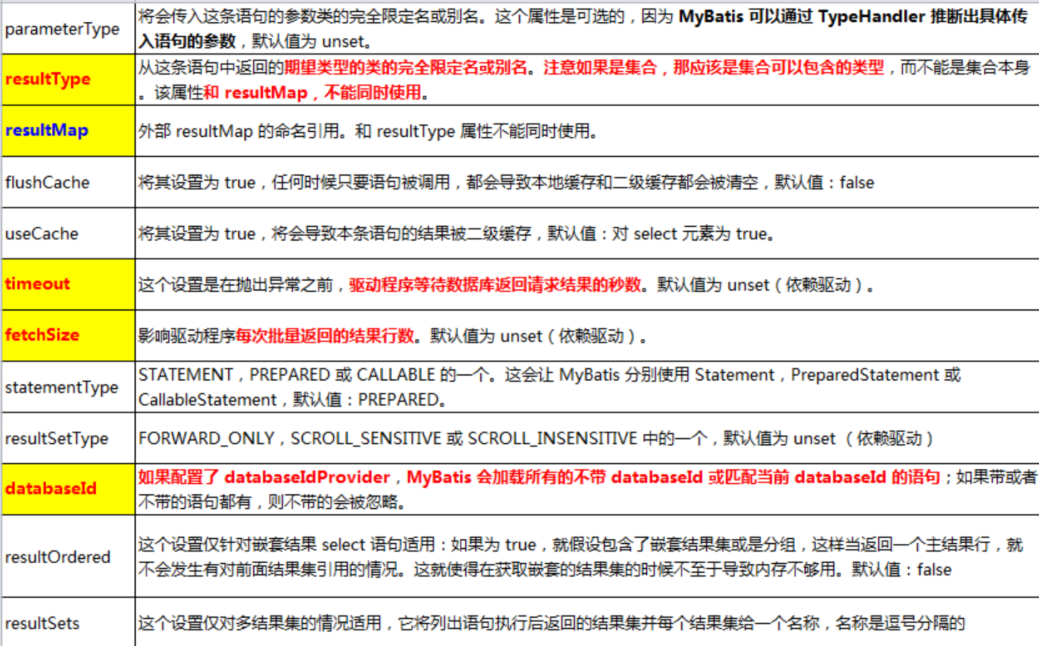 parameterType
将会传入这条语句的参数类的完全限定名或别名。这个属性是可选的，因为 MyBatis 可以通过 TypeHandler 推断出具体传
入语句的参数，默认值为 unset。
resultType
从这条语句中返回的期望类型的类的完全限定名或别名。注意如果是集合，那应该是集合可以包含的类型，而不能是集合本身
。该属性和 resultMap，不能同时使用。
resultMap
外部 resultMap 的命名引用。和 resultType 属性不能同时使用。
flushCache
将其设置为 true，任何时候只要语句被调用，都会导致本地缓存和二级缓存都会被清空，默认值：false
useCache
将其设置为 true，将会导致本条语句的结果被二级缓存，默认值：对 select 元素为 true。
timeout
这个设置是在抛出异常之前，驱动程序等待数据库返回请求结果的秒数。默认值为 unset（依赖驱动）。
fetchSize
影响驱动程序每次批量返回的结果行数。默认值为 unset（依赖驱动）。
statementType
STATEMENT，PREPARED 或 CALLABLE 的一个。这会让 MyBatis 分别使用 Statement，PreparedStatement 或
CallableStatement，默认值：PREPARED。
resultSetType
FORWARD_ONLY，SCROLL_SENSITIVE 或 SCROLL_INSENSITIVE 中的一个，默认值为 unset （依赖驱动）
databaseId
如果配置了 databaseIdProvider，MyBatis 会加载所有的不带 databaseId 或匹配当前 databaseId 的语句；如果带或者
不带的语句都有，则不带的会被忽略。
resultOrdered
这个设置仅针对嵌套结果 select 语句适用：如果为 true，就假设包含了嵌套结果集或是分组，这样当返回一个主结果行，就
不会发生有对前面结果集引用的情况。这就使得在获取嵌套的结果集的时候不至于导致内存不够用。默认值：false
resultSets
这个设置仅对多结果集的情况适用，它将列出语句执行后返回的结果集并每个结果集给一个名称，名称是逗号分隔的